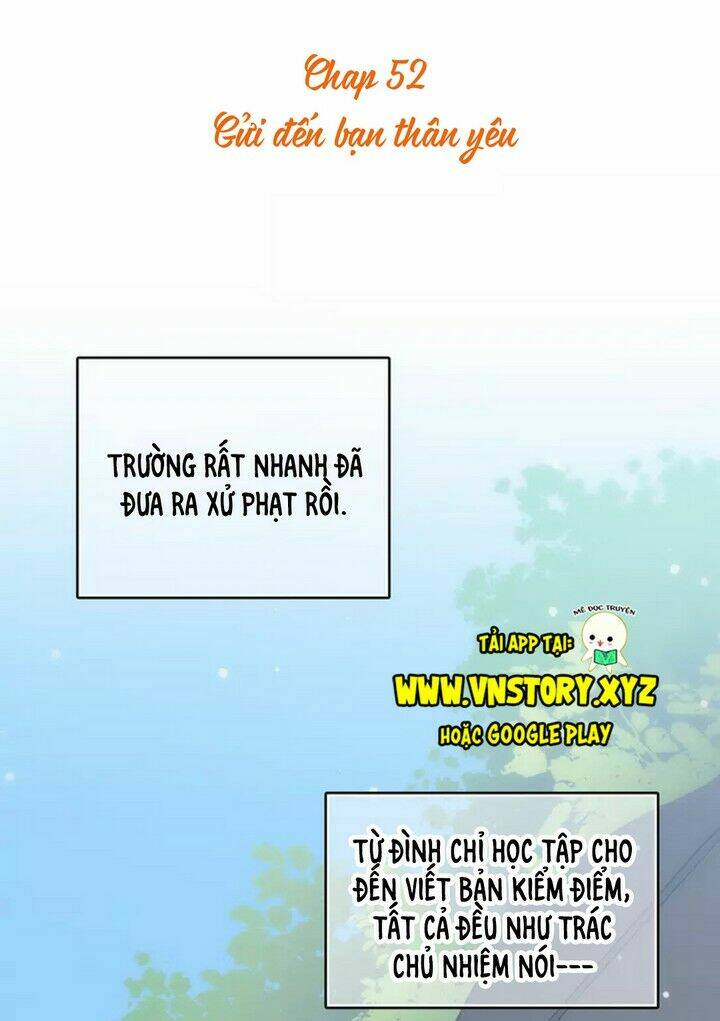 Chap 52
Gửi đến bạn thân yêu
TRƯỜNG RẤT NHANH ĐÃ
ĐƯA RA XỬ PHẠT RỒI.
MÊ ĐỌC TRUYỆN
TẢI APP TẠI:
WWW.VNSTORY.XYZ
HOẶC GOOGLE PLAY
TỪ ĐÌNH CHỈ HỌC TẬP CHO
ĐẾN VIẾT BẢN KIỂM ĐIỂM,
TẤT CẢ ĐỀU NHƯ TRÁC
CHỦ NHIỆM NÓI---